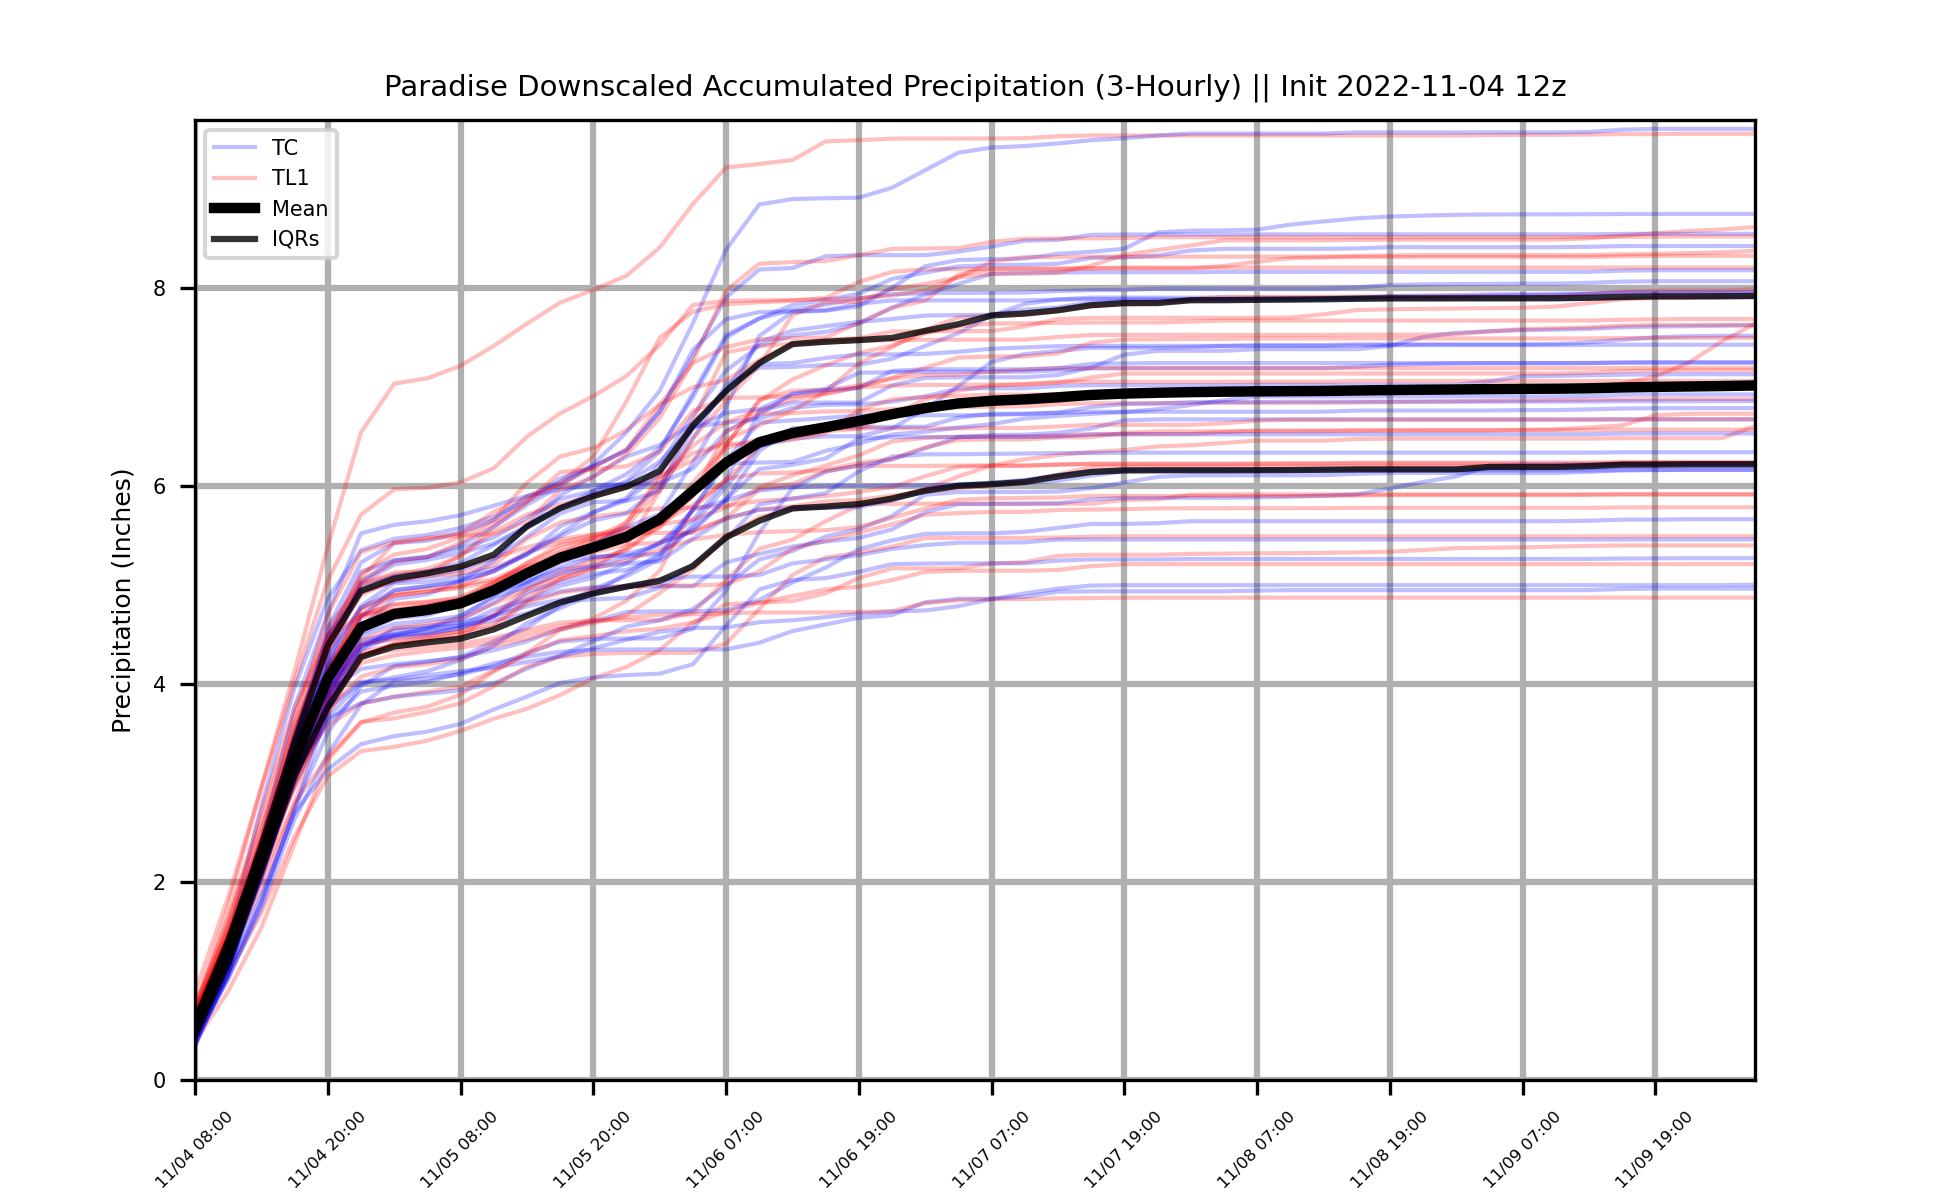 Paradise Downscaled Accumulated Precipitation (3-Hourly) || Init 2022-11-04 12z
TC
TL1
Mean
IQRs
Precipitation (Inches)
8
6
4
2
0
11/04 08:00
11/04 20:00
11/05 08:00
11/05 20:00
11/06 07:00
11/06 19:00
11/07 07:00
11/07 19:00
11/08 07:00
11/08 19:00
11/09 07:00
11/09 19:00